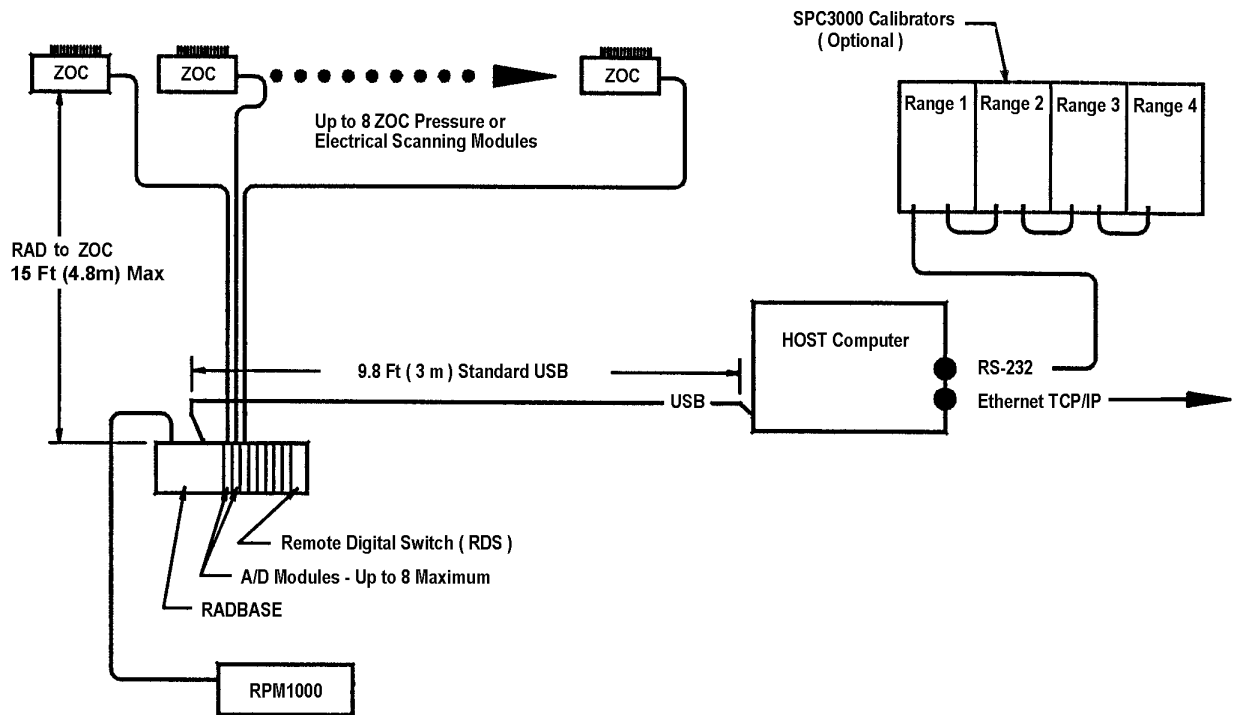 SPC3000 Calibrators
( Optional )
ZOC
ZOC
ZOC
Range 1
Range 2
Range 3
Range 4
Up to 8 ZOC Pressure or
Electrical Scanning Modules
RAD to ZOC
15 Ft (4.8m) Max
HOST Computer
9.8 Ft ( 3 m ) Standard USB
RS-232
USB
Ethernet TCP/IP
Remote Digital Switch ( RDS )
A/D Modules - Up to 8 Maximum
RADBASE
RPM1000